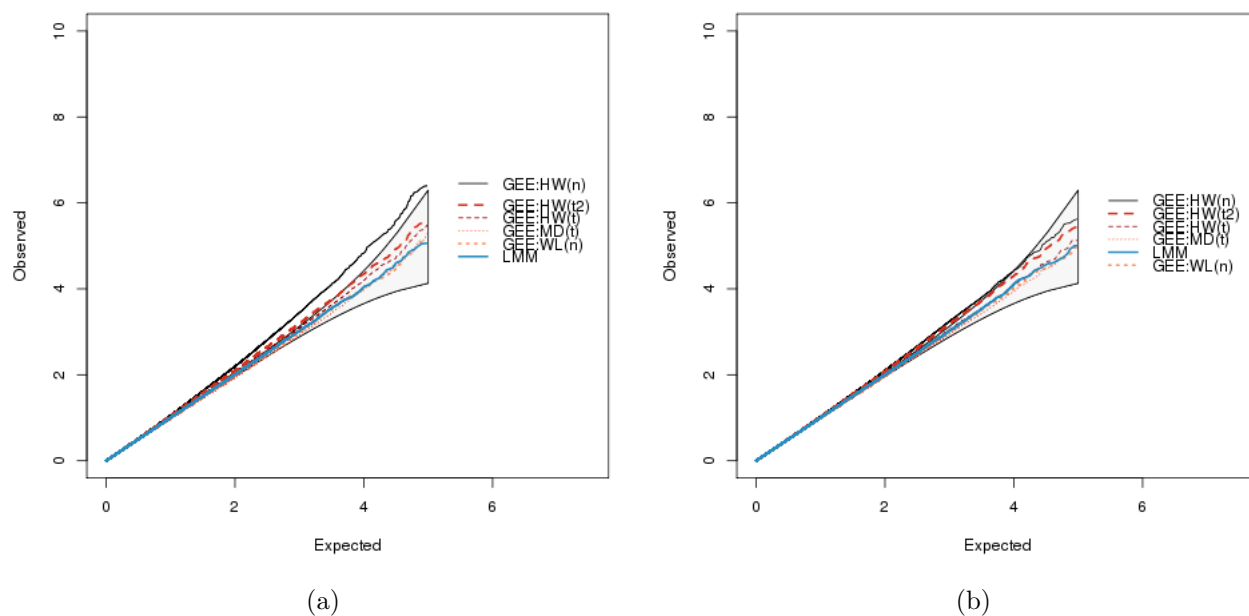 10
8
6
4
2
0
Observed
0 2 4 6
Expected
GEE:HW(n)
GEE:HW(t2)
GEE:HW(t)
GEE:MD(t)
GEE:WL(n)
LMM
(a)
10
8
6
4
2
0
Observed
0 2 4 6
Expected
GEE:HW(n)
GEE:HW(t2)
GEE:HW(t)
GEE:MD(t)
LMM
GEE:WL(n)
(b)